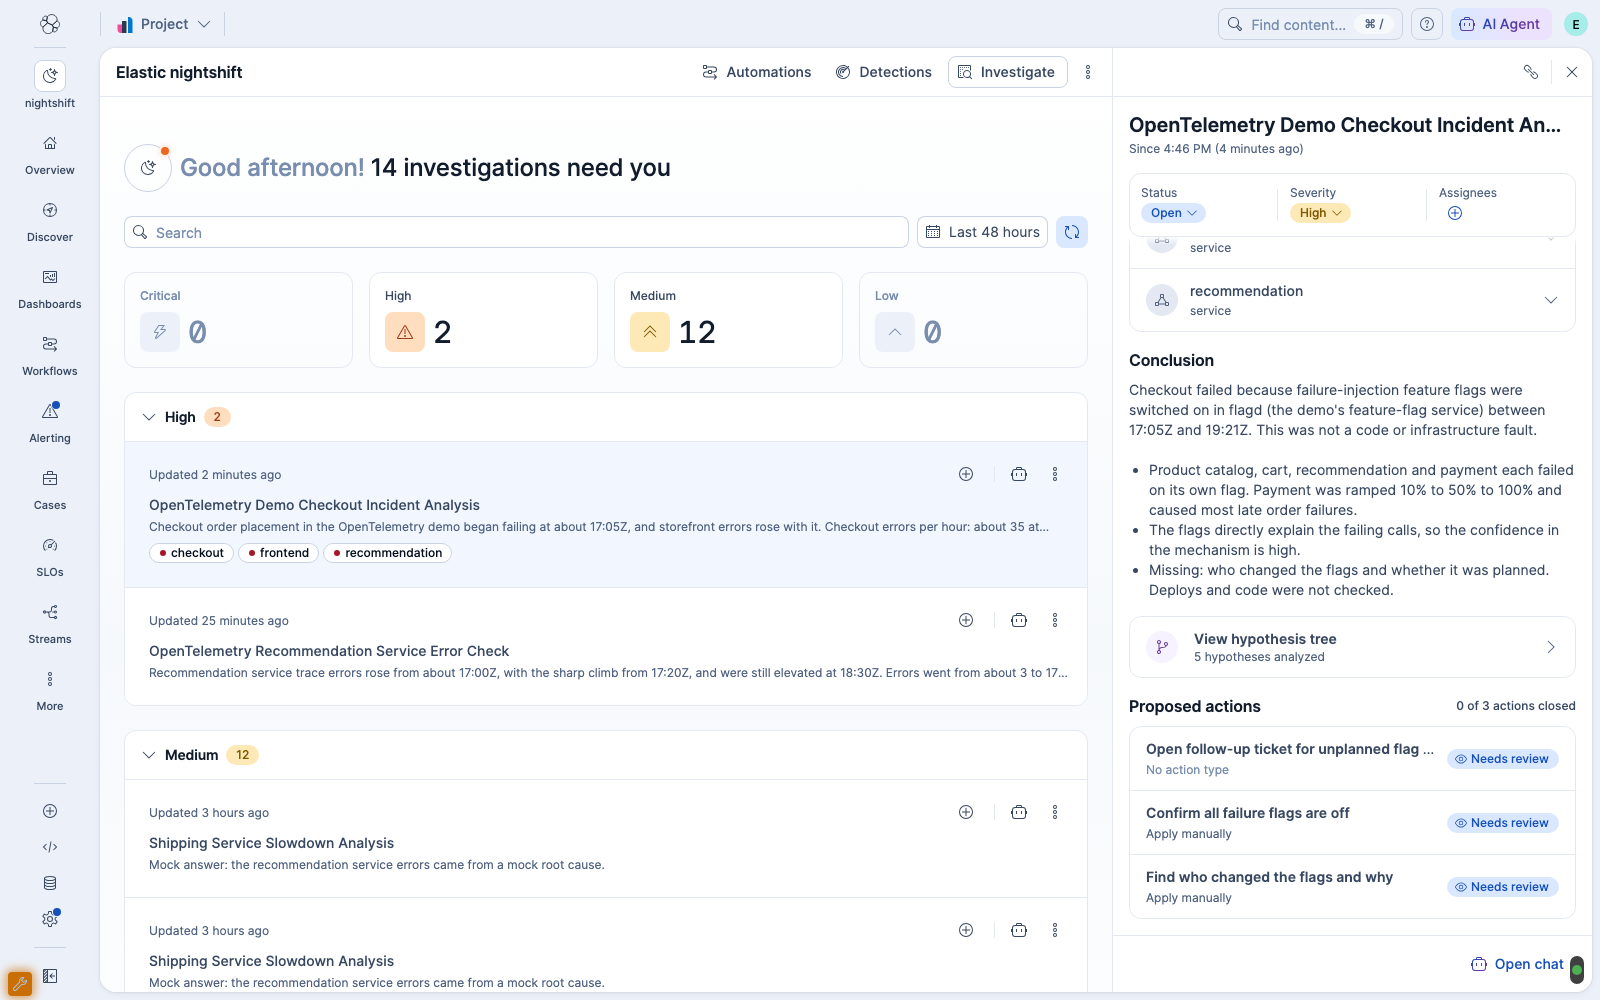 Project
Find content...
⌘ /
AI Agent
E
nightshift
Overview
Discover
Dashboards
Workflows
Alerting
Cases
SLOs
Streams
More
Elastic nightshift
Automations
Detections
Investigate
Good afternoon! 14 investigations need you
Search
Last 48 hours
Critical
0
High
2
Medium
12
Low
0
High 2
Updated 2 minutes ago
OpenTelemetry Demo Checkout Incident Analysis
Checkout order placement in the OpenTelemetry demo began failing at about 17:05Z, and storefront errors rose with it. Checkout errors per hour: about 35 at...
checkout
frontend
recommendation
Updated 25 minutes ago
OpenTelemetry Recommendation Service Error Check
Recommendation service trace errors rose from about 17:00Z, with the sharp climb from 17:20Z, and were still elevated at 18:30Z. Errors went from about 3 to 17...
Medium 12
Updated 3 hours ago
Shipping Service Slowdown Analysis
Mock answer: the recommendation service errors came from a mock root cause.
Updated 3 hours ago
Shipping Service Slowdown Analysis
Mock answer: the recommendation service errors came from a mock root cause.
OpenTelemetry Demo Checkout Incident An...
Since 4:46 PM (4 minutes ago)
Status
Open
Severity
High
Assignees
service
recommendation
service
Conclusion
Checkout failed because failure-injection feature flags were
switched on in flagd (the demo's feature-flag service) between
17:05Z and 19:21Z. This was not a code or infrastructure fault.
• Product catalog, cart, recommendation and payment each failed
on its own flag. Payment was ramped 10% to 50% to 100% and
caused most late order failures.
• The flags directly explain the failing calls, so the confidence in
the mechanism is high.
• Missing: who changed the flags and whether it was planned.
Deploys and code were not checked.
View hypothesis tree
5 hypotheses analyzed
Proposed actions
0 of 3 actions closed
Open follow-up ticket for unplanned flag ...
No action type
Needs review
Confirm all failure flags are off
Apply manually
Needs review
Find who changed the flags and why
Apply manually
Needs review
Open chat